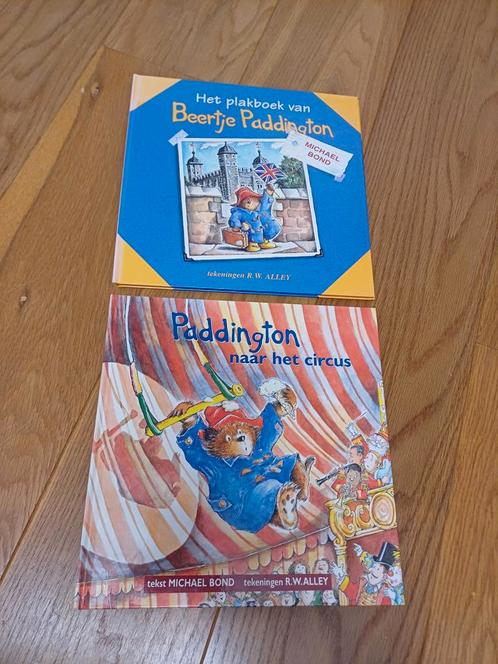 Het plakboek van
Beertje Paddington
MICHAEL
BOND
tekeningen R.W. ALLEY
Paddington
naar het circus
tekst MICHAEL BOND tekeningen R.W.ALLEY